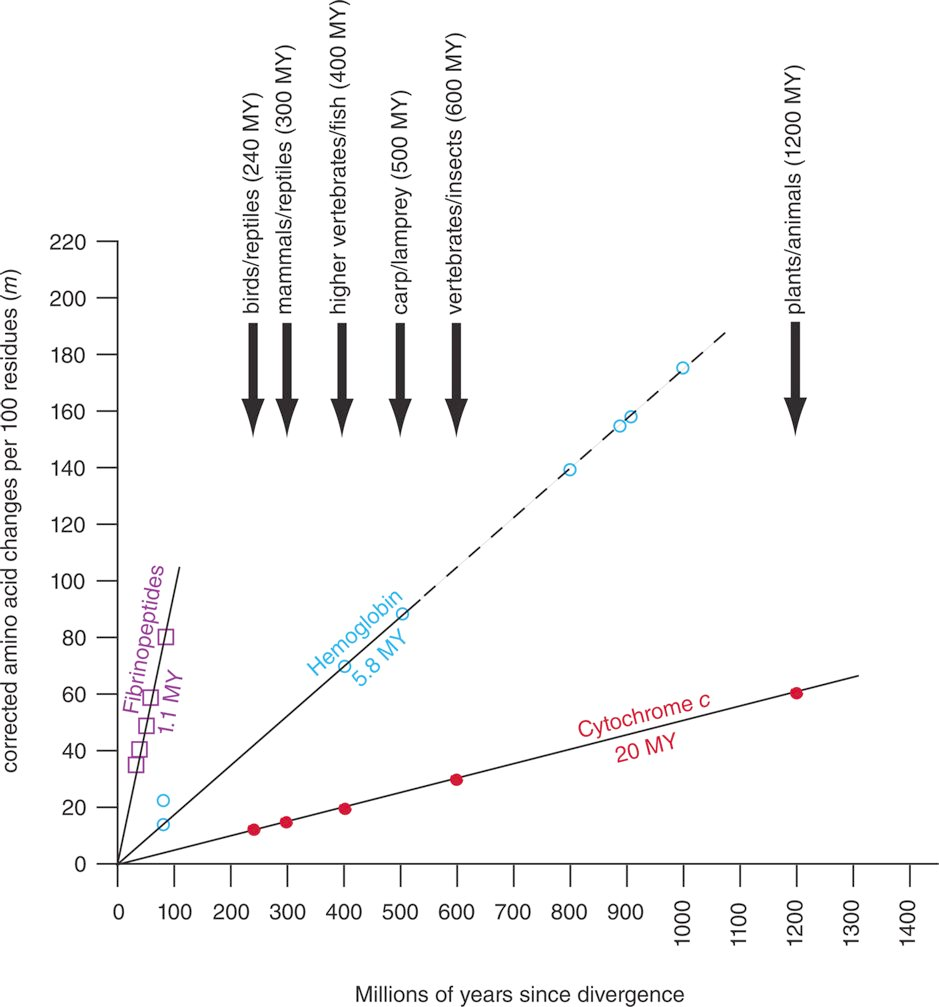 birds/reptiles (240 MY)
mammals/reptiles (300 MY)
higher vertebrates/fish (400 MY)
carp/lamprey (500 MY)
vertebrates/insects (600 MY)
plants/animals (1200 MY)
corrected amino acid changes per 100 residues (m)
220
200
180
160
140
120
100
80
60
40
20
0
Fibrinopeptides
1.1 MY
Hemoglobin
5.8 MY
Cytochrome c
20 MY
0 100 200 300 400 500 600 700 800 900 1000 1100 1200 1300 1400
Millions of years since divergence